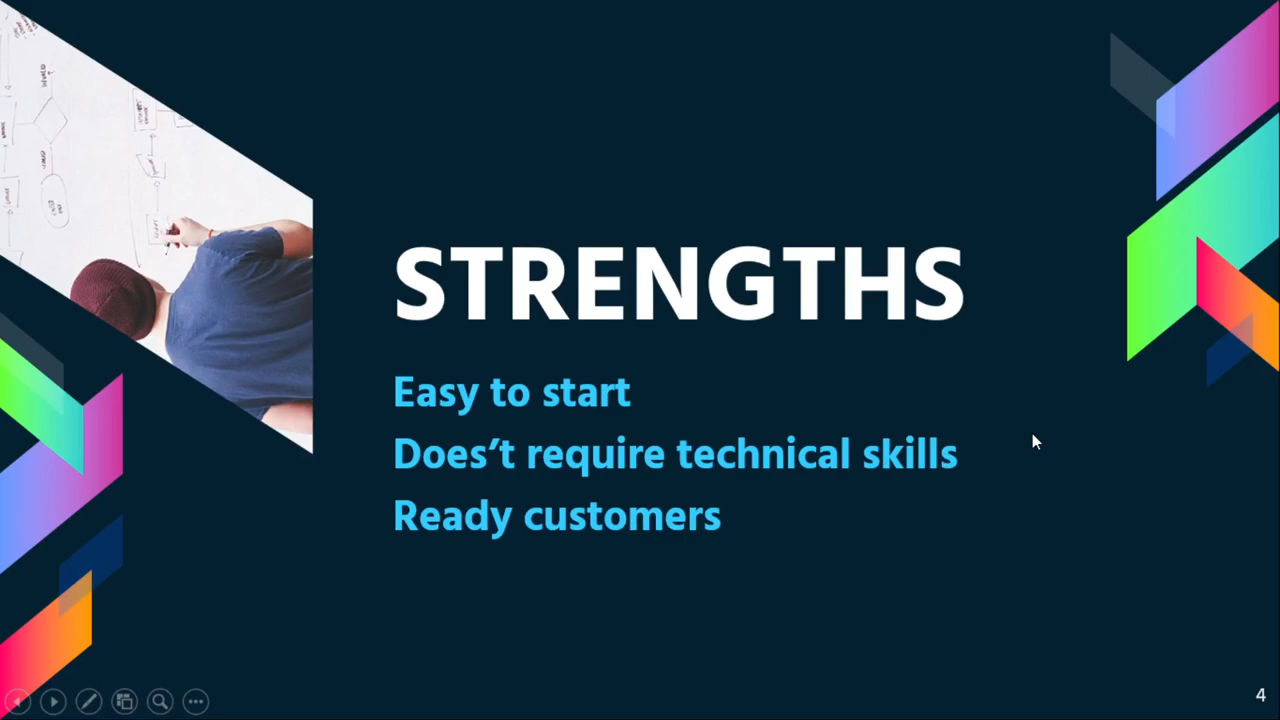 STRENGTHS
Easy to start
Does’t require technical skills
Ready customers
4